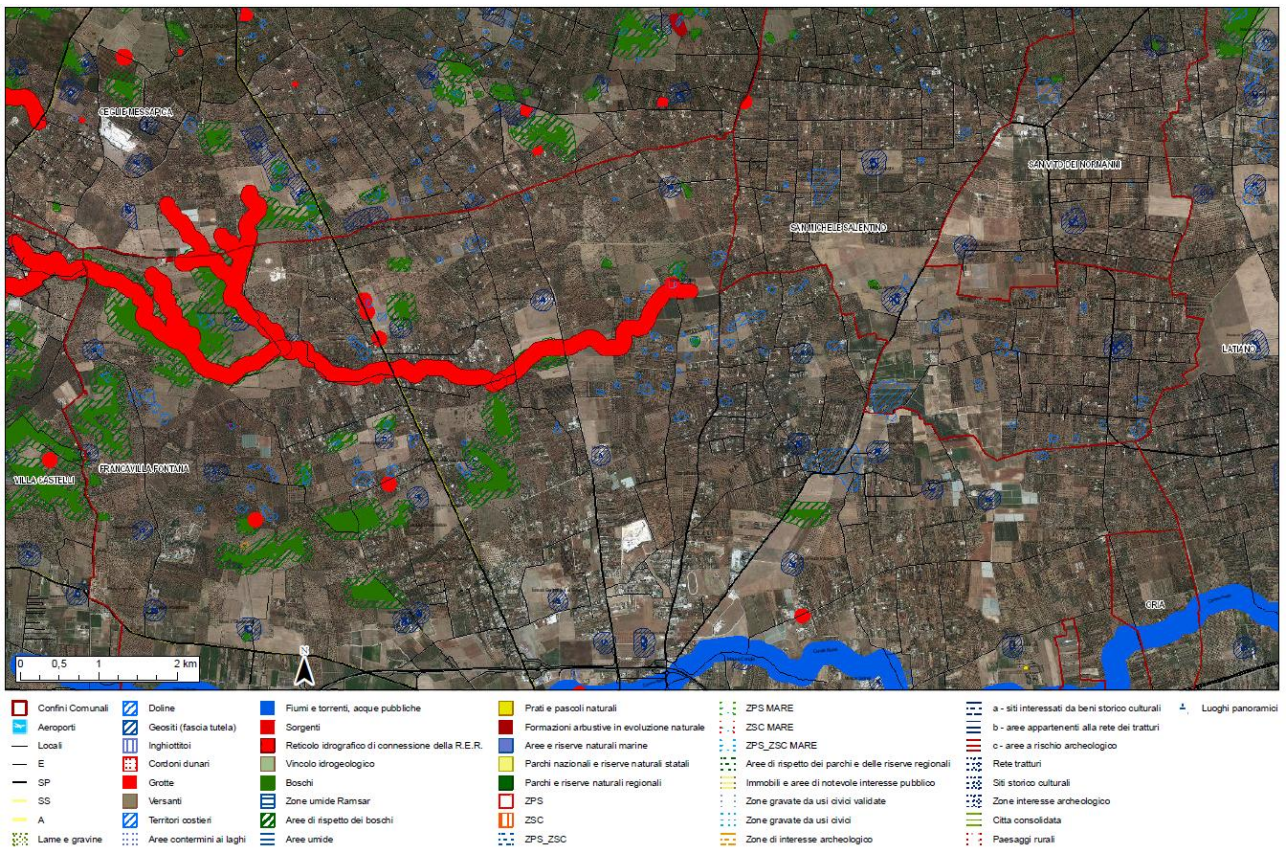 CEGLIE MESSAPICA
SAN VITO DEI NORMANNI
SAN MICHELE SALENTINO
LATIANO
FRANCAVILLA FONTANA
VILLA CASTELLI
ORIA
0 0,5 1 2 km
N
Confini Comunali
Aeroporti
Locali
E
SP
SS
A
Lame e gravine
Doline
Geositi (fascia tutela)
Inghiottitoi
Cordoni dunari
Grotte
Versanti
Territori costieri
Aree contermini ai laghi
Fiumi e torrenti, acque pubbliche
Sorgenti
Reticolo idrografico di connessione della R.E.R.
Vincolo idrogeologico
Boschi
Zone umide Ramsar
Aree di rispetto dei boschi
Aree umide
Prati e pascoli naturali
Formazioni arbustive in evoluzione naturale
Aree e riserve naturali marine
Parchi nazionali e riserve naturali statali
Parchi e riserve naturali regionali
ZPS
ZSC
ZPS_ZSC
ZPS MARE
ZSC MARE
ZPS_ZSC MARE
Aree di rispetto dei parchi e delle riserve regionali
Immobili e aree di notevole interesse pubblico
Zone gravate da usi civici validate
Zone gravate da usi civici
Zone di interesse archeologico
a - siti interessati da beni storico culturali
b - aree appartenenti alla rete dei tratturi
c - aree a rischio archeologico
Rete tratturi
Siti storico culturali
Zone interesse archeologico
Citta consolidata
Paesaggi rurali
Luoghi panoramici